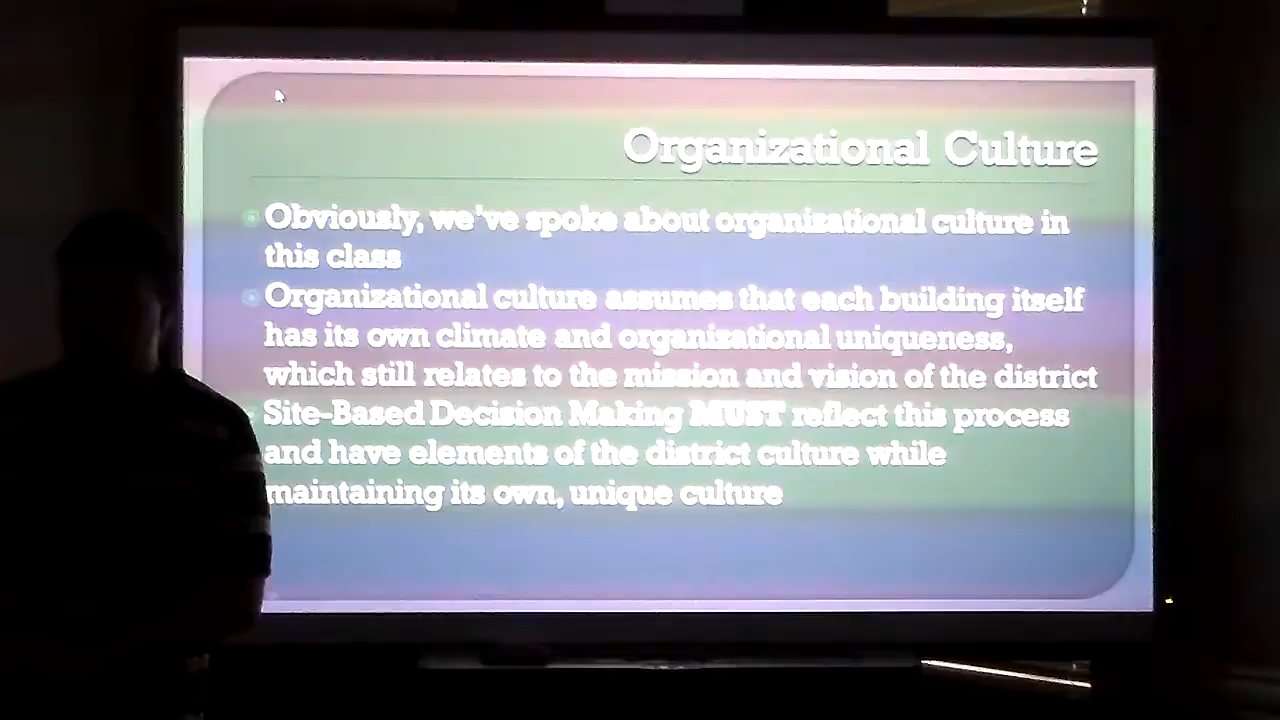 Organizational Culture
Obviously, we've spoke about organizational culture in
this class
Organizational culture assumes that each building itself
has its own climate and organizational uniqueness,
which still relates to the mission and vision of the district
Site-Based Decision Making MUST reflect this process
and have elements of the district culture while
maintaining its own, unique culture